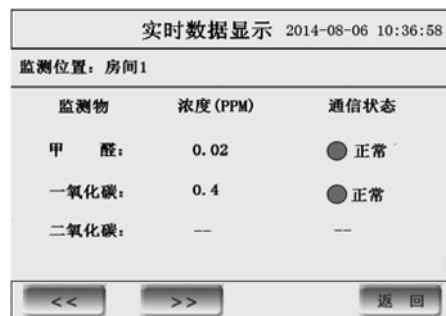 实时数据显示 2014-08-06 10:36:58
监测位置：房间1
监测物 浓度(PPM) 通信状态
甲 醛： 0.02 正常
一氧化碳： 0.4 正常
二氧化碳： -- --
<< >> 返 回